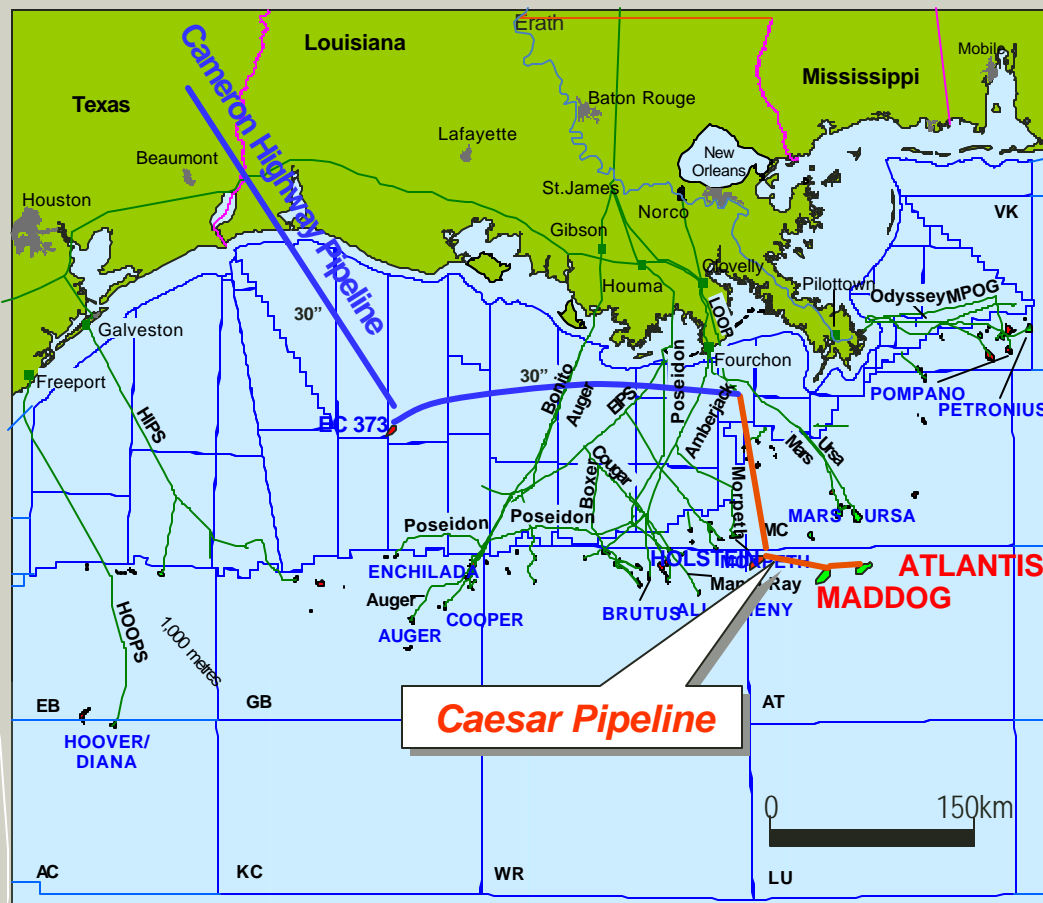 Erath
Louisiana
Mobile
Mississippi
Texas
Cameron Highway Pipeline
Baton Rouge
Lafayette
Beaumont
New
Orleans
St.James
Houston
Norco
VK
Gibson
Clovelly
Houma
Pilottown
Odyssey
MPOG
LOOP
30"
Galveston
Fourchon
Freeport
30"
Bonito
Auger
EIPS
Poseidon
Amberjack
POMPANO
PETRONIUS
HIPS
EC 373
Mars
Ursa
Boxer
Cougar
Morpeth
Poseidon
Poseidon
MARS
URSA
MC
HOLSTEIN
MORPETH
ATLANTIS
ENCHILADA
Manta Ray
MADDOG
Auger
COOPER
BRUTUS
AUGER
HOOPS
1,000 metres
EB
GB
AT
Caesar Pipeline
HOOVER/
DIANA
0
150km
AC
KC
WR
LU